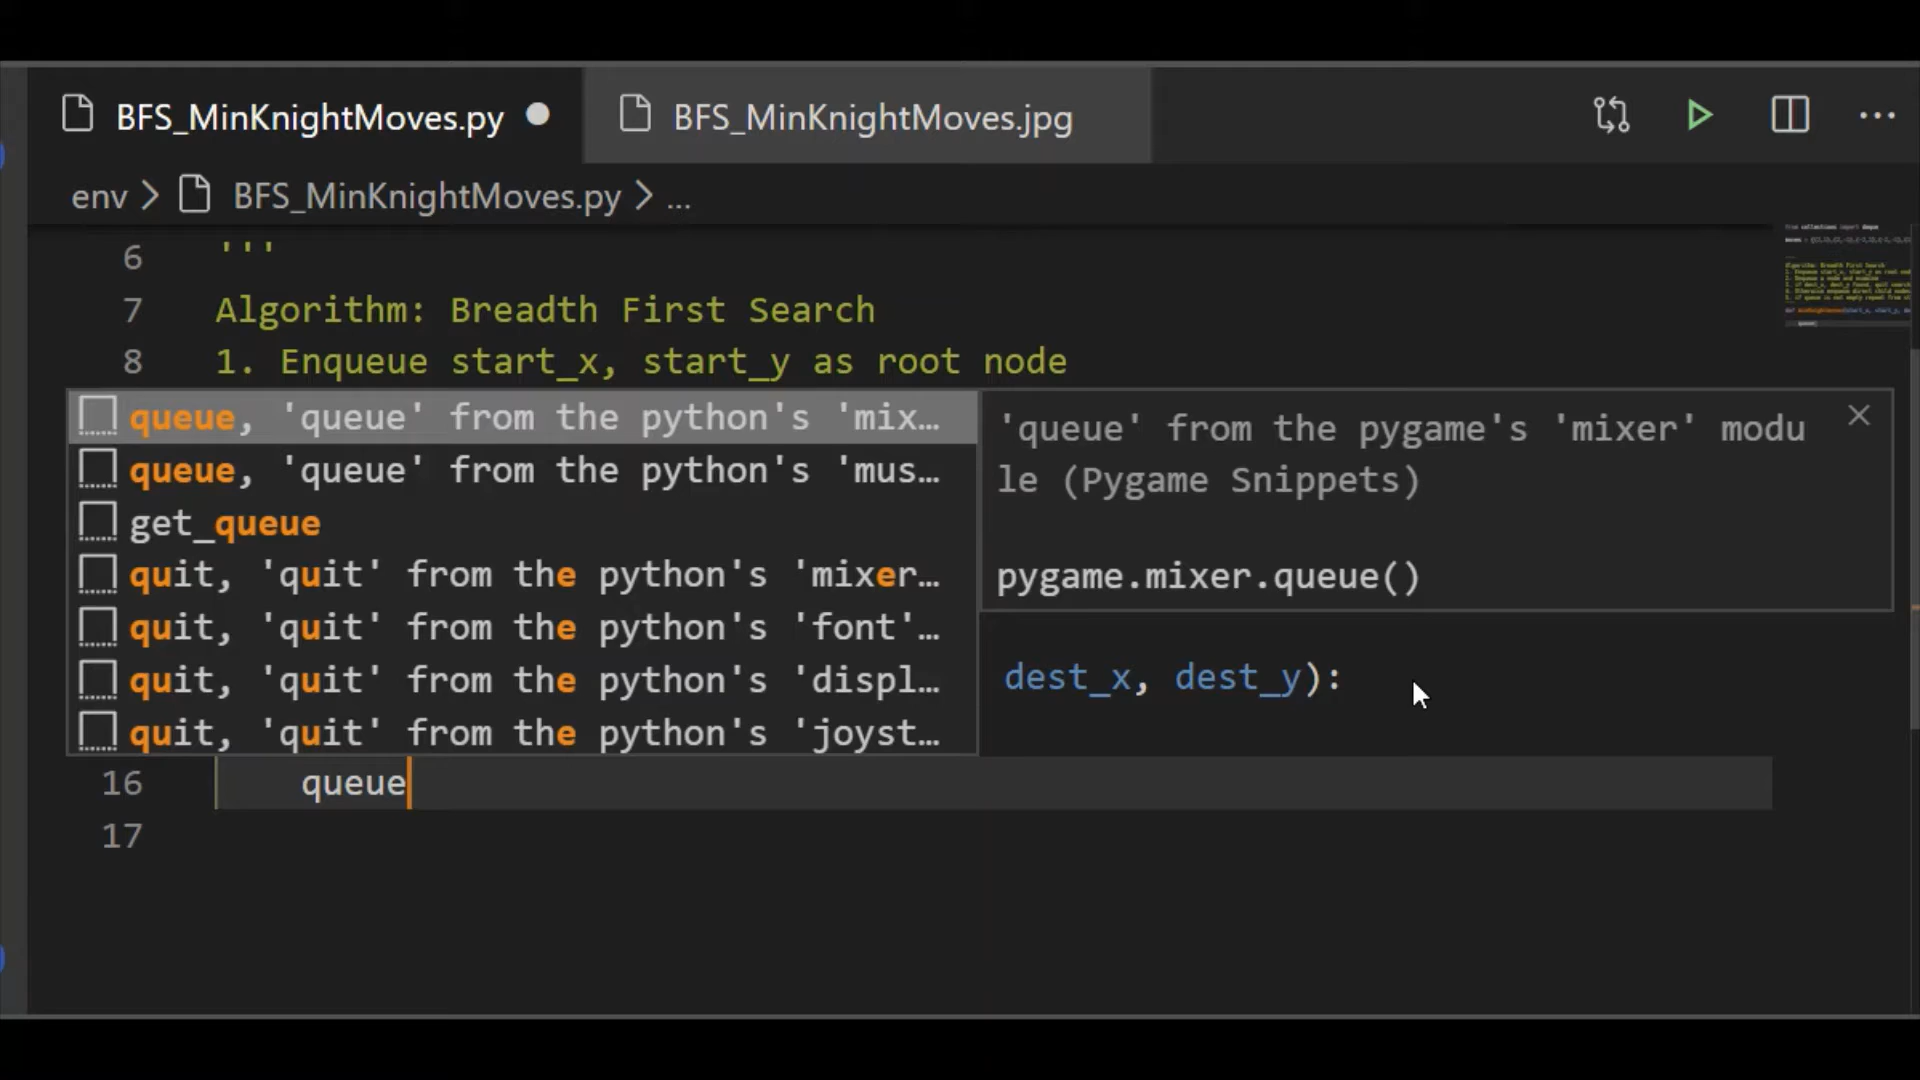 BFS_MinKnightMoves.py
BFS_MinKnightMoves.jpg
env > BFS_MinKnightMoves.py > ...
6 '''
7 Algorithm: Breadth First Search
8 1. Enqueue start_x, start_y as root node
queue, 'queue' from the python's 'mix…
queue, 'queue' from the python's 'mus…
get_queue
quit, 'quit' from the python's 'mixer…
quit, 'quit' from the python's 'font'…
quit, 'quit' from the python's 'displ…
quit, 'quit' from the python's 'joyst…
'queue' from the pygame's 'mixer' modu
le (Pygame Snippets)
pygame.mixer.queue()
dest_x, dest_y):
16 queue
17